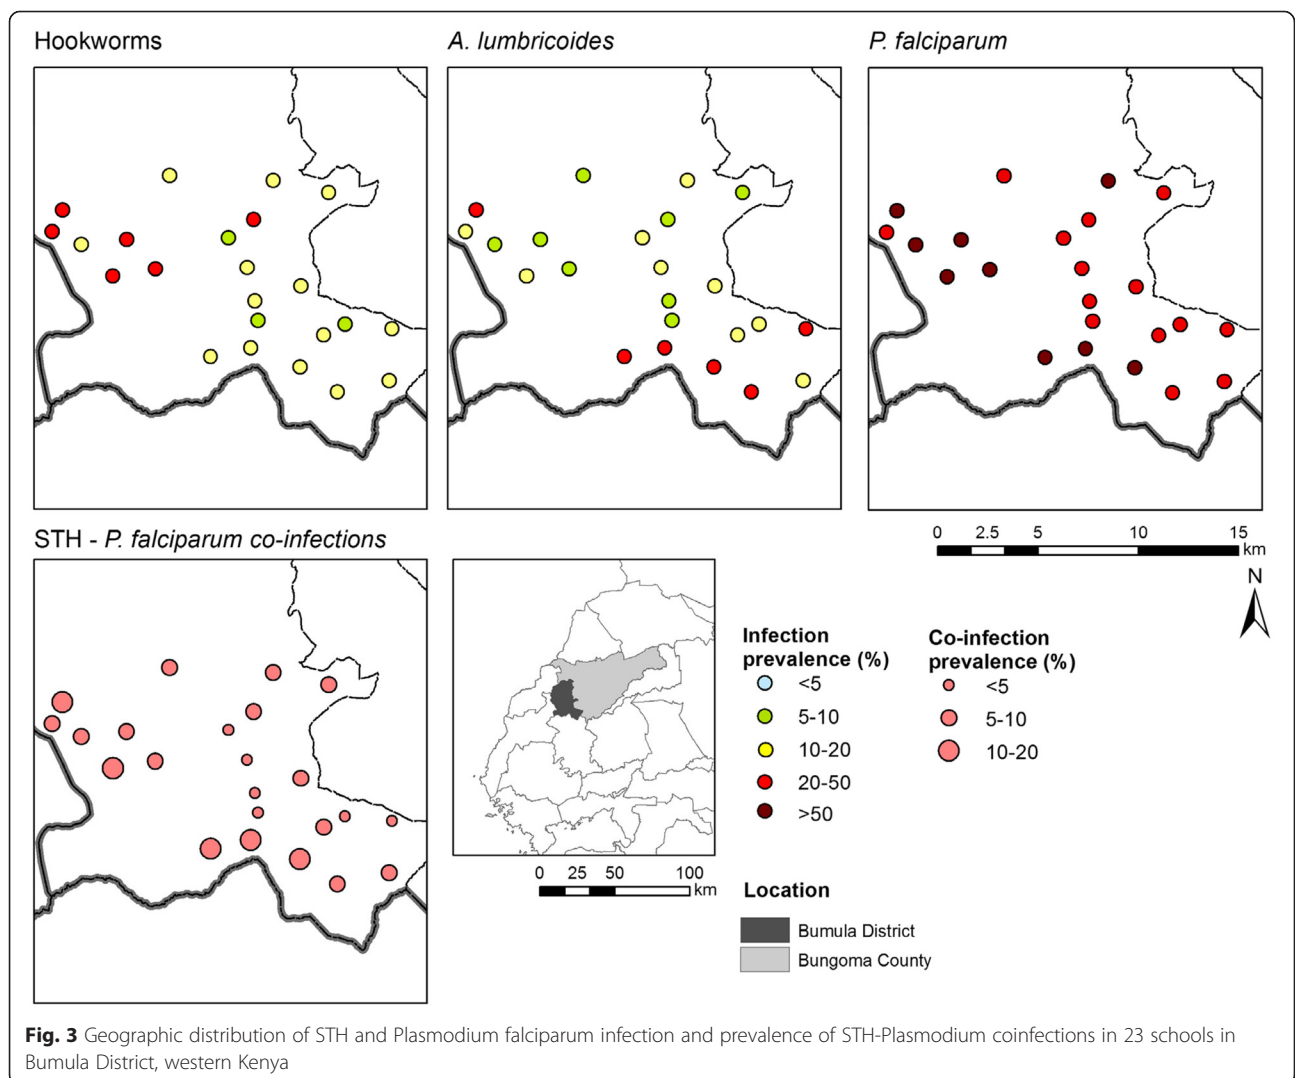 Hookworms
A. lumbricoides
P. falciparum
STH - P. falciparum co-infections
0 2.5 5 10 15
km
N
Infection
prevalence (%)
<5
5-10
10-20
20-50
>50
Co-infection
prevalence (%)
<5
5-10
10-20
0 25 50 100
km
Location
Bumula District
Bungoma County
Fig. 3 Geographic distribution of STH and Plasmodium falciparum infection and prevalence of STH-Plasmodium coinfections in 23 schools in
Bumula District, western Kenya